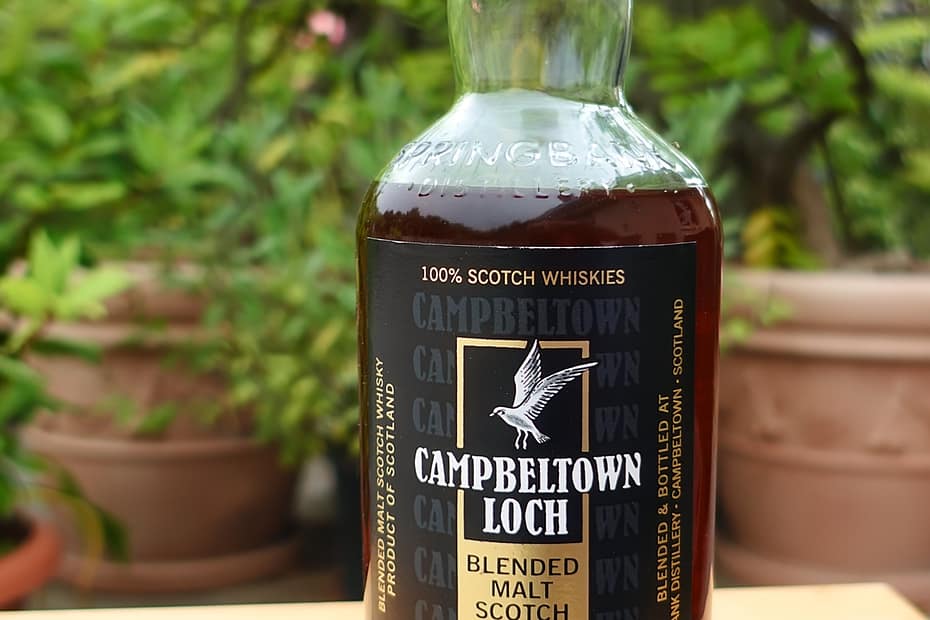 SPRINGBANK
DISTILLERY
100% SCOTCH WHISKIES
CAMPBELTOWN
CAMPBELTOWN
LOCH
BLENDED
MALT
SCOTCH
BLENDED MALT SCOTCH WHISKY
PRODUCT OF SCOTLAND
BLENDED & BOTTLED AT
ANK DISTILLERY · CAMPBELTOWN · SCOTLAND